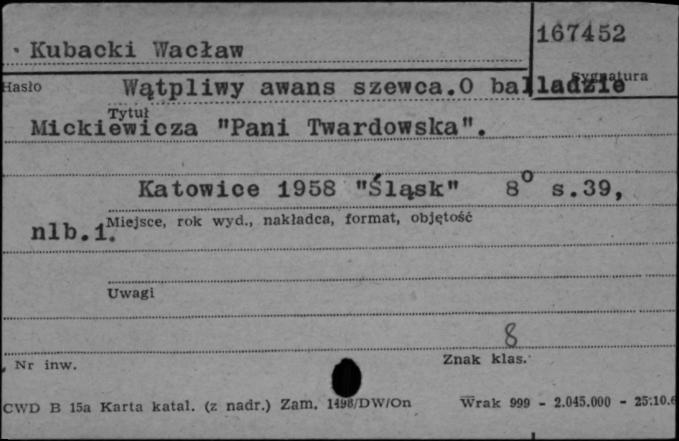 Kubacki Wacław
167452
Hasło
Sygnatura
Wątpliwy awans szewca.O balladzie
Tytuł
Mickiewicza "Pani Twardowska".
Katowice 1958 "Śląsk" 8° s.39,
Miejsce, rok wyd., nakładca, format, objętość
nlb.1.
Uwagi
8
Nr inw.
Znak klas.
CWD B 15a Karta katal. (z nadr.) Zam. 1498/DW/On Wrak 999 - 2.045.000 - 25.10.6